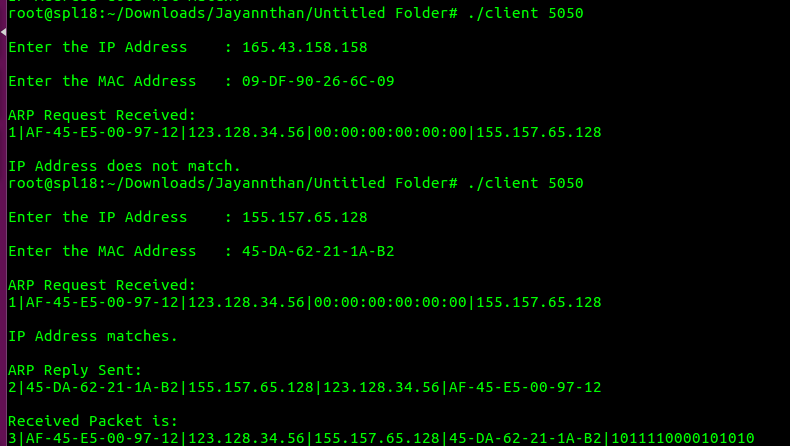 root@spl18:~/Downloads/Jayannthan/Untitled Folder# ./client 5050
Enter the IP Address    : 165.43.158.158
Enter the MAC Address   : 09-DF-90-26-6C-09
ARP Request Received:
1|AF-45-E5-00-97-12|123.128.34.56|00:00:00:00:00:00|155.157.65.128
IP Address does not match.
root@spl18:~/Downloads/Jayannthan/Untitled Folder# ./client 5050
Enter the IP Address    : 155.157.65.128
Enter the MAC Address   : 45-DA-62-21-1A-B2
ARP Request Received:
1|AF-45-E5-00-97-12|123.128.34.56|00:00:00:00:00:00|155.157.65.128
IP Address matches.
ARP Reply Sent:
2|45-DA-62-21-1A-B2|155.157.65.128|123.128.34.56|AF-45-E5-00-97-12
Received Packet is:
3|AF-45-E5-00-97-12|123.128.34.56|155.157.65.128|45-DA-62-21-1A-B2|1011110000101010